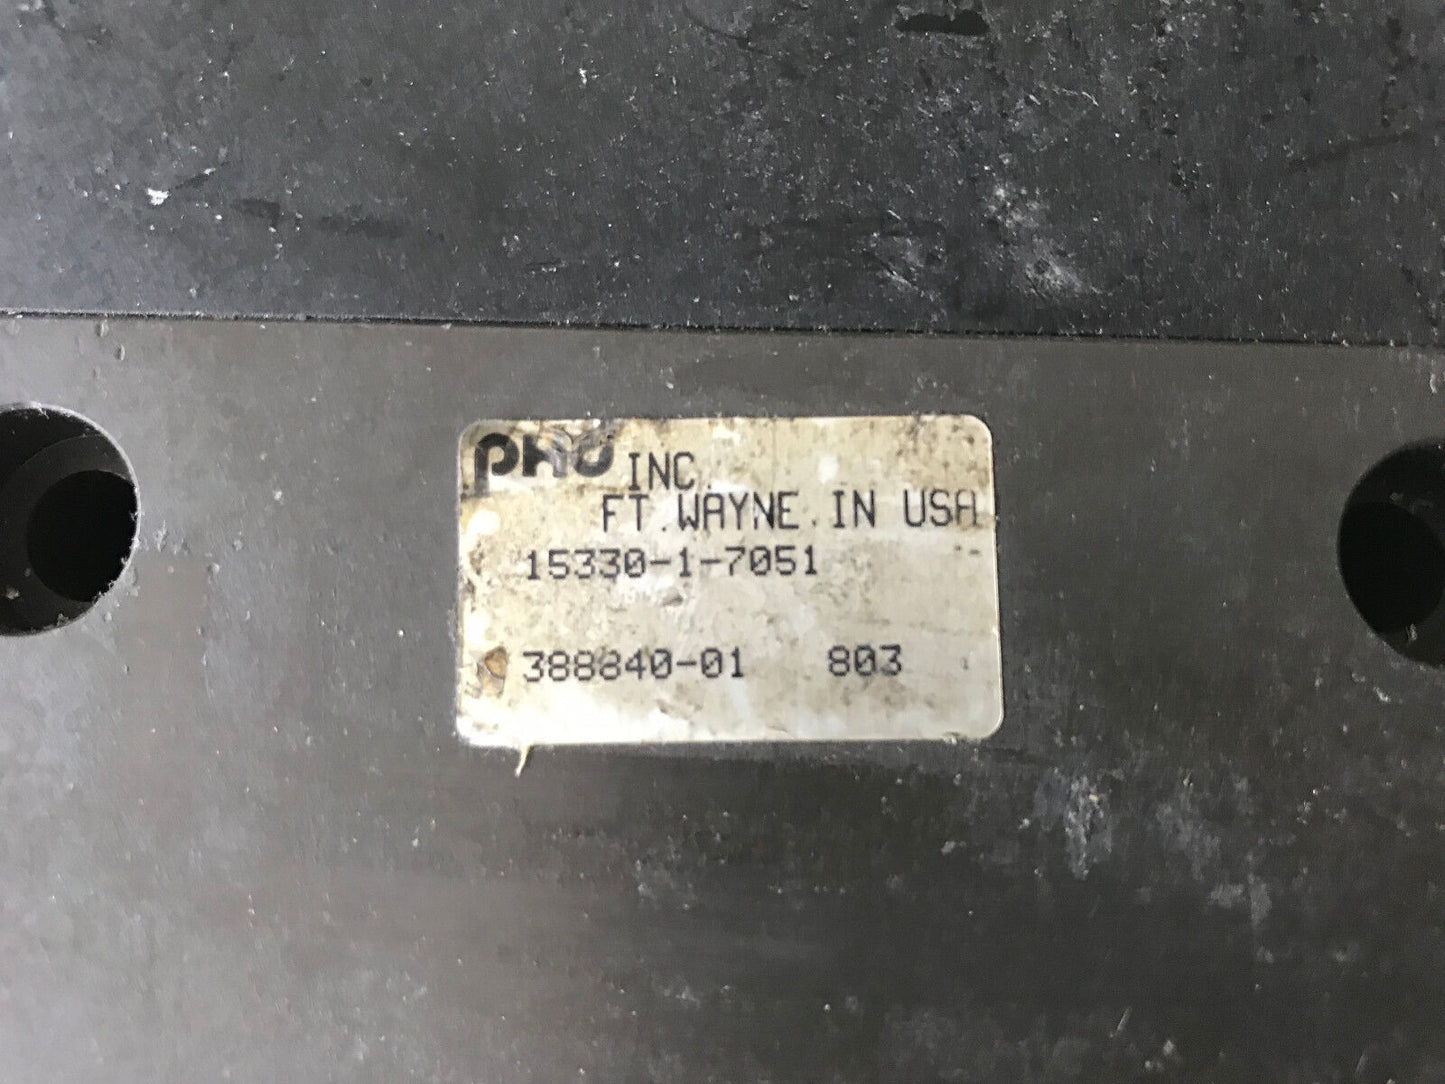 PHD INC.
FT. WAYNE. IN USA
15330-1-7051
388840-01 803